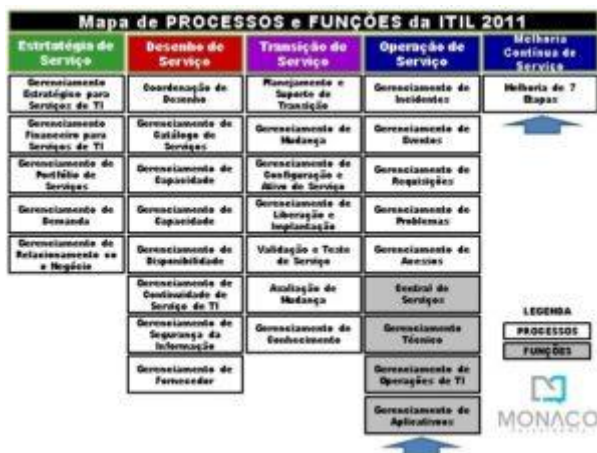 Mapa de PROCESSOS e FUNÇÕES da ITIL 2011
Estrtatégia de
Serviço
Gerenciamento
Estratégico para
Serviços de TI
Gerenciamento
Financeiro para
Serviços de TI
Gerenciamento de
Portfólio de
Serviços
Gerenciamento de
Demanda
Gerenciamento de
Relacionamento co
o Negócio
Desenho de
Serviço
Coordenação de
Desenho
Gerenciamento de
Catálogo de
Serviços
Gerenciamento de
Capacidade
Gerenciamento de
Capacidade
Gerenciamento de
Disponibilidade
Gerenciamento de
Continuidade de
Serviço de TI
Gerenciamento de
Segurança da
Informação
Gerenciamento de
Fornecedor
Transição de
Serviço
Planejamento e
Suporte de
Transição
Gerenciamento de
Mudança
Gerenciamento de
Configuração e
Ativo de Serviço
Gerenciamento de
Liberação e
Implantação
Validação e Teste
de Serviço
Avaliação de
Mudança
Gerenciamento de
Conhecimento
Operação de
Serviço
Gerenciamento de
Incidentes
Gerenciamento de
Eventos
Gerenciamento de
Requisições
Gerenciamento de
Problemas
Gerenciamento de
Acessos
Central de
Serviços
Gerenciamento
Técnico
Gerenciamento de
Operações de TI
Gerenciamento de
Aplicativos
Melhoria
Contínua de
Serviço
Melhoria de 7
Etapas
LEGENDA
PROCESSOS
FUNÇÕES
MONACO